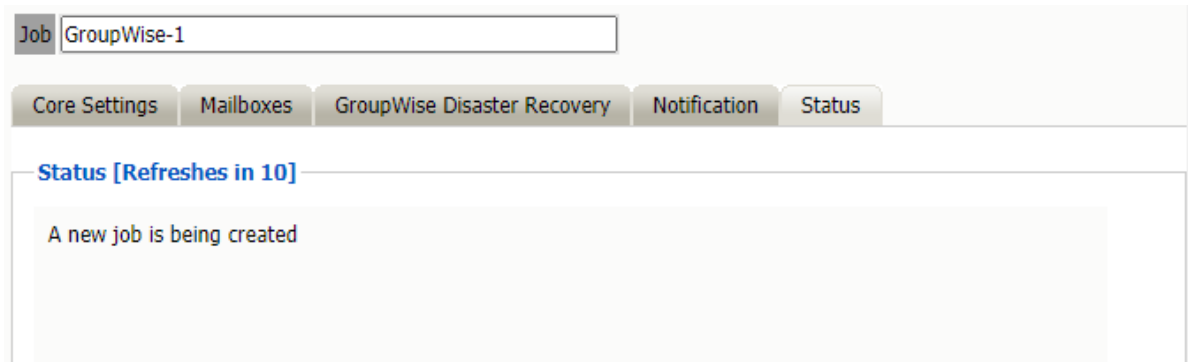 Job GroupWise-1
Core Settings Mailboxes GroupWise Disaster Recovery Notification Status
Status [Refreshes in 10]
A new job is being created